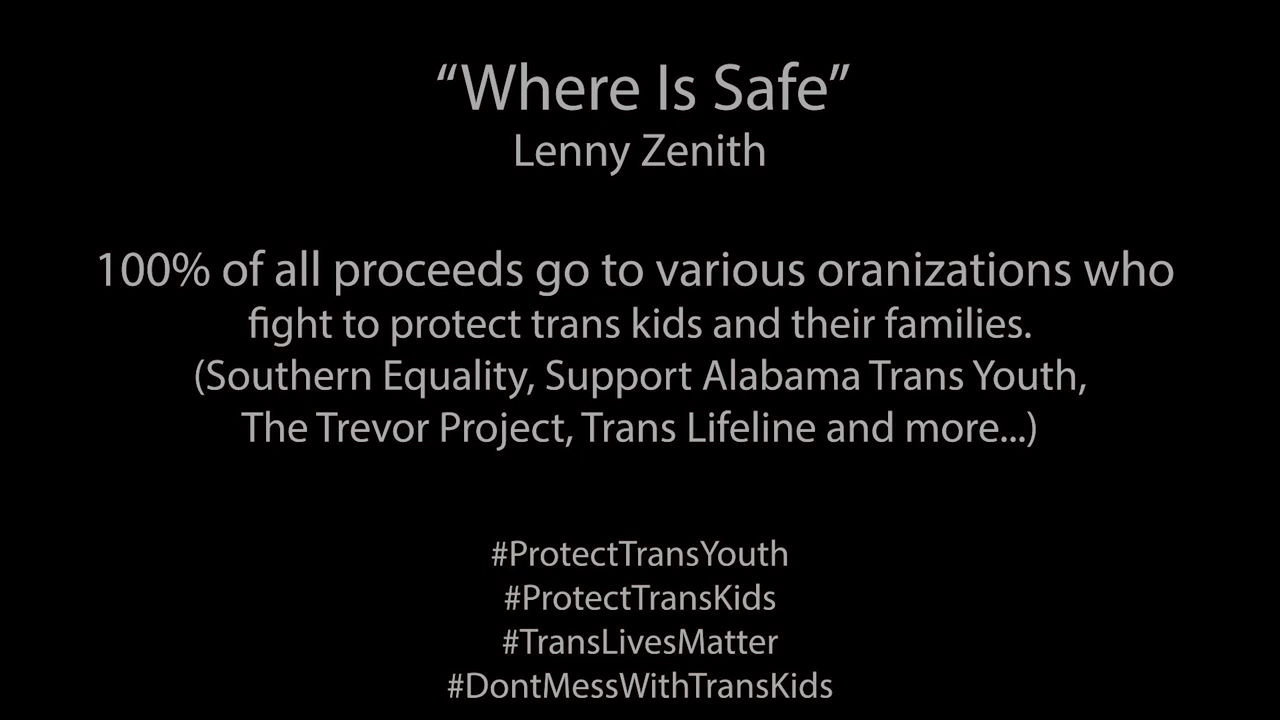 “Where Is Safe”
Lenny Zenith
100% of all proceeds go to various oranizations who
fight to protect trans kids and their families.
(Southern Equality, Support Alabama Trans Youth,
The Trevor Project, Trans Lifeline and more...)
#ProtectTransYouth
#ProtectTransKids
#TransLivesMatter
#DontMessWithTransKids